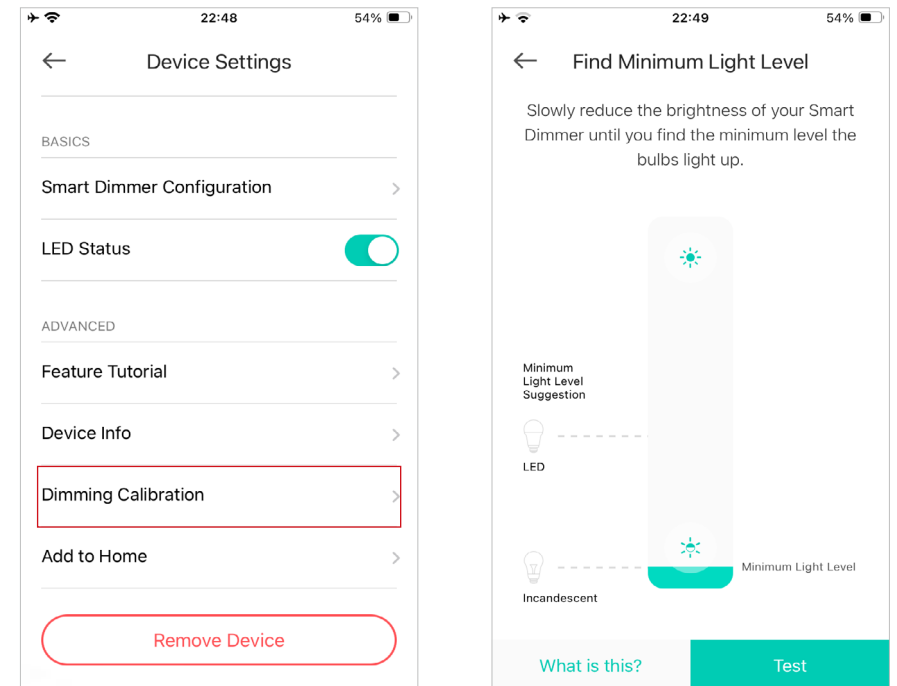 22:48
54%
Device Settings
BASICS
Smart Dimmer Configuration
LED Status
ADVANCED
Feature Tutorial
Device Info
Dimming Calibration
Add to Home
Remove Device
22:49
54%
Find Minimum Light Level
Slowly reduce the brightness of your Smart
Dimmer until you find the minimum level the
bulbs light up.
Minimum
Light Level
Suggestion
LED
Minimum Light Level
Incandescent
What is this?
Test